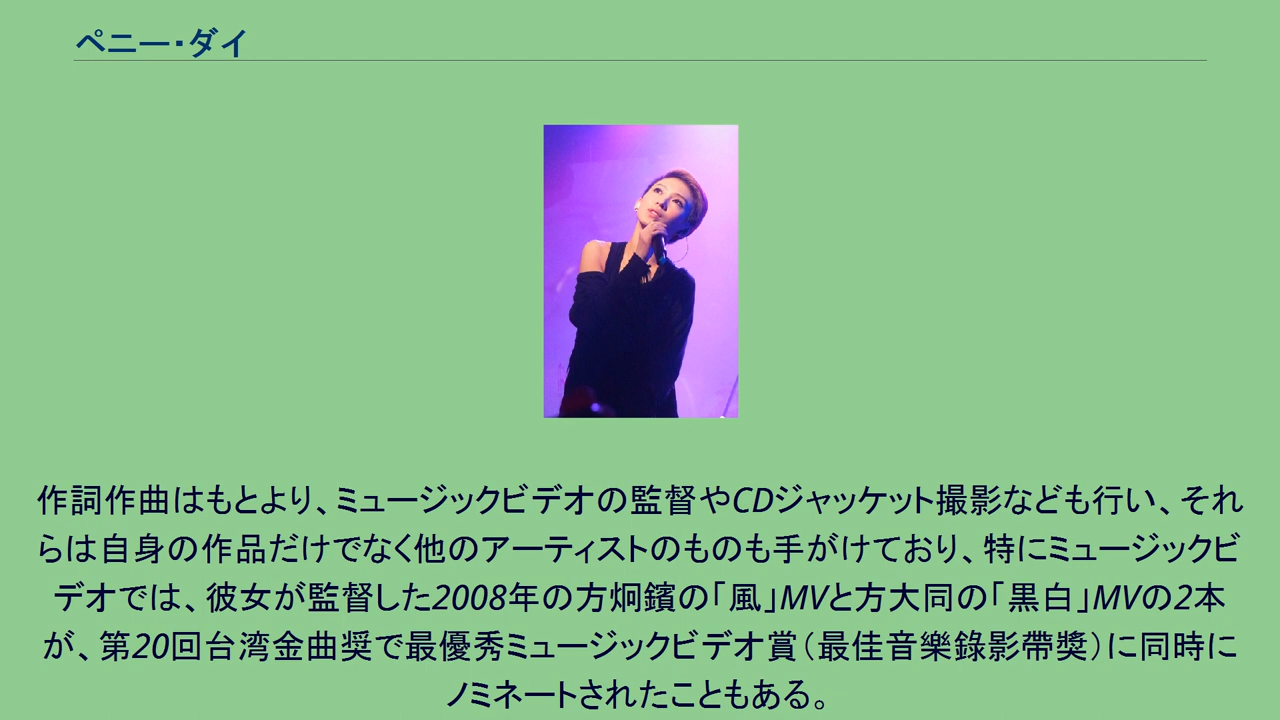 ペニー・ダイ
作詞作曲はもとより、ミュージックビデオの監督やCDジャッケット撮影なども行い、それ
らは自身の作品だけでなく他のアーティストのものも手がけており、特にミュージックビ
デオでは、彼女が監督した2008年の方炯鑌の「風」MVと方大同の「黒白」MVの2本
が、第20回台湾金曲奨で最優秀ミュージックビデオ賞（最佳音樂錄影帶獎）に同時に
ノミネートされたこともある。